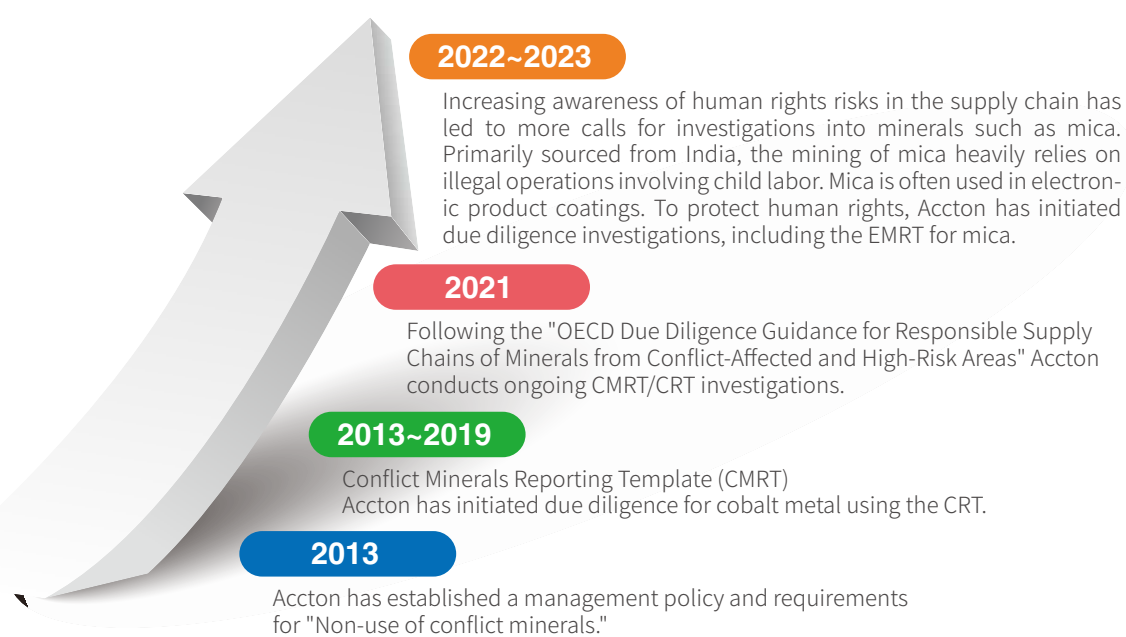 2022~2023
Increasing awareness of human rights risks in the supply chain has
led to more calls for investigations into minerals such as mica.
Primarily sourced from India, the mining of mica heavily relies on
illegal operations involving child labor. Mica is often used in electron-
ic product coatings. To protect human rights, Accton has initiated
due diligence investigations, including the EMRT for mica.
2021
Following the "OECD Due Diligence Guidance for Responsible Supply
Chains of Minerals from Conflict-Affected and High-Risk Areas" Accton
conducts ongoing CMRT/CRT investigations.
2013~2019
Conflict Minerals Reporting Template (CMRT)
Accton has initiated due diligence for cobalt metal using the CRT.
2013
Accton has established a management policy and requirements
for "Non-use of conflict minerals."